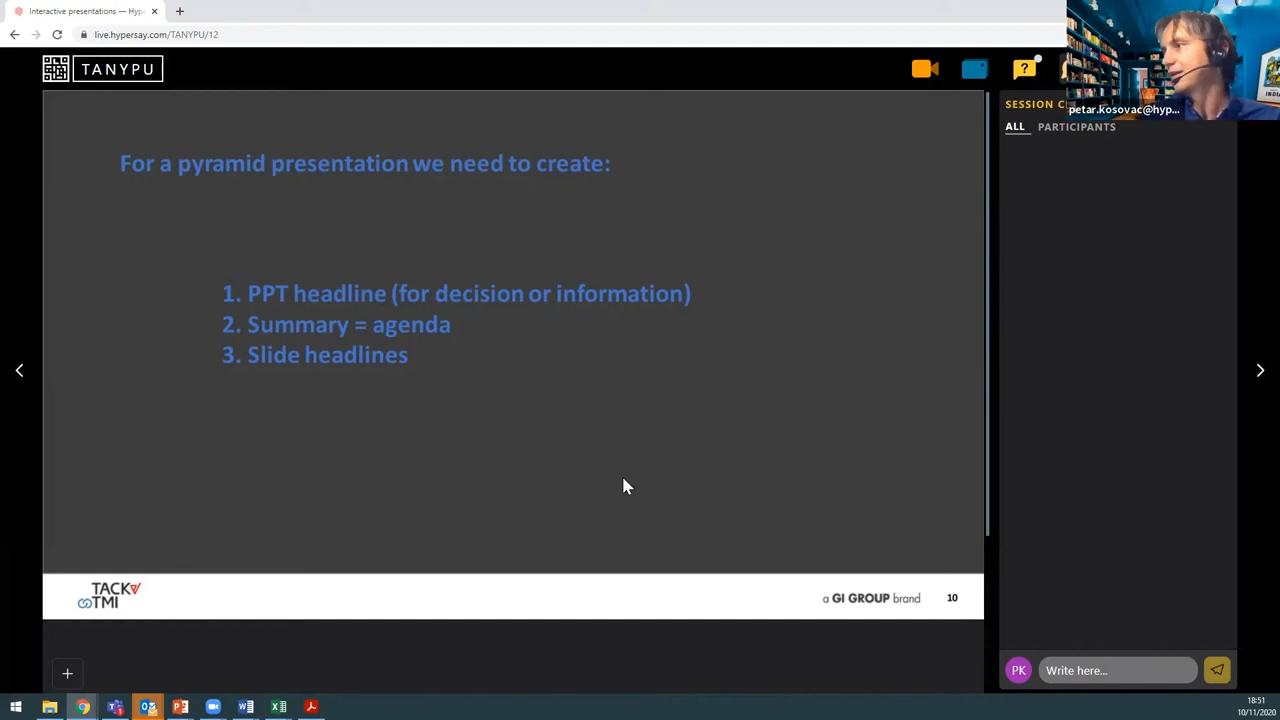 Interactive presentations — Hyp
live.hypersay.com/TANYPU/12
TANYPU
?
petar.kosovac@hyp...
SESSION C
ALL PARTICIPANTS
For a pyramid presentation we need to create:
1. PPT headline (for decision or information)
2. Summary = agenda
3. Slide headlines
TACK
TMI
a GI GROUP brand
10
PK
Write here...
18:51
10/11/2020